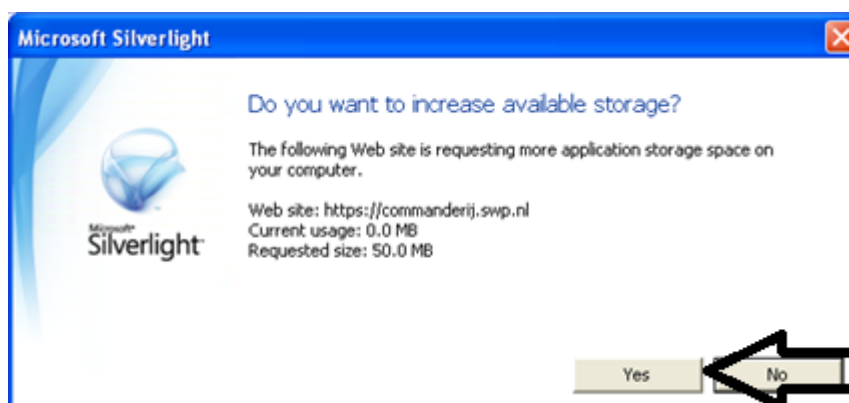 Microsoft Silverlight
Do you want to increase available storage?
The following Web site is requesting more application storage space on
your computer.
Web site: https://commanderij.swp.nl
Current usage: 0.0 MB
Requested size: 50.0 MB
Microsoft
Silverlight
Yes
No